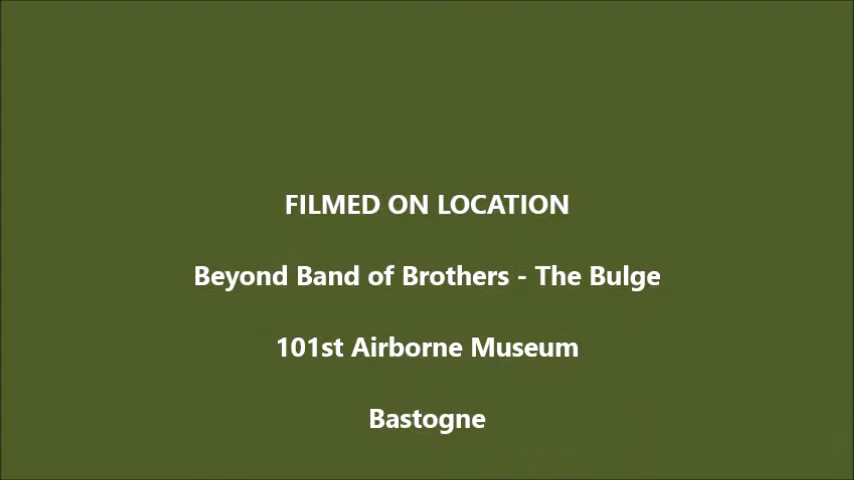 FILMED ON LOCATION
Beyond Band of Brothers - The Bulge
101st Airborne Museum
Bastogne